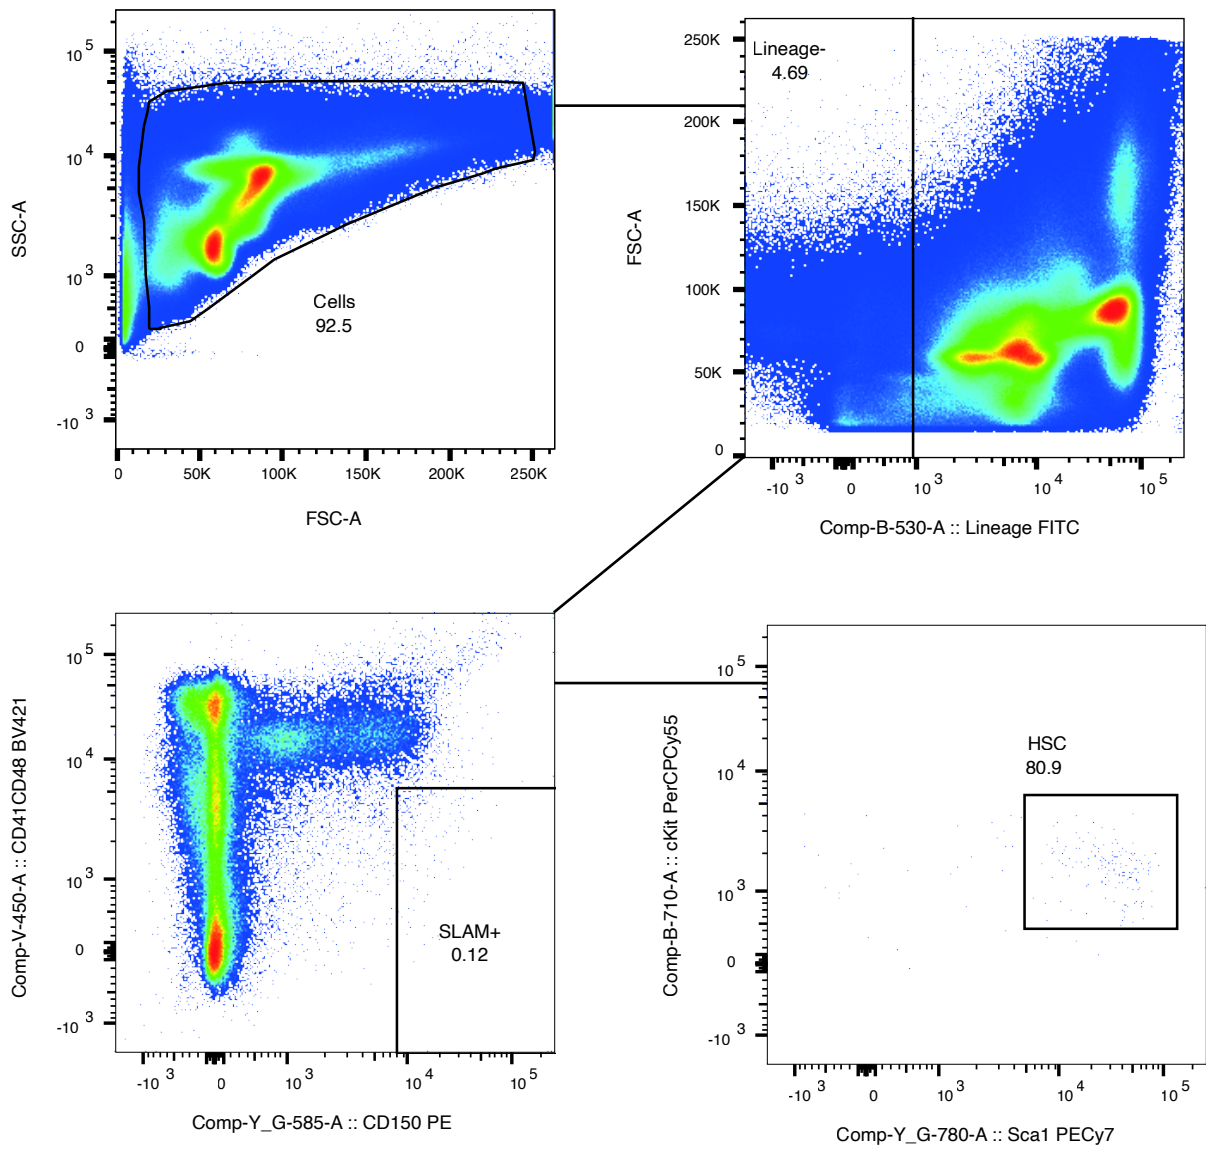 10 5
10 4
10 3
0
-10 3
SSC-A
Cells
92.5
0 50K 100K 150K 200K 250K
FSC-A
250K
200K
150K
100K
50K
0
FSC-A
Lineage-
4.69
-10 3 0 10 3 10 4 10 5
Comp-B-530-A :: Lineage FITC
10 5
10 4
10 3
0
-10 3
Comp-V-450-A :: CD41CD48 BV421
SLAM+
0.12
-10 3 0 10 3 10 4 10 5
Comp-Y_G-585-A :: CD150 PE
10 5
10 4
10 3
0
-10 3
Comp-B-710-A :: cKit PerCPCy55
HSC
80.9
-10 3 0 10 3 10 4 10 5
Comp-Y_G-780-A :: Sca1 PECy7